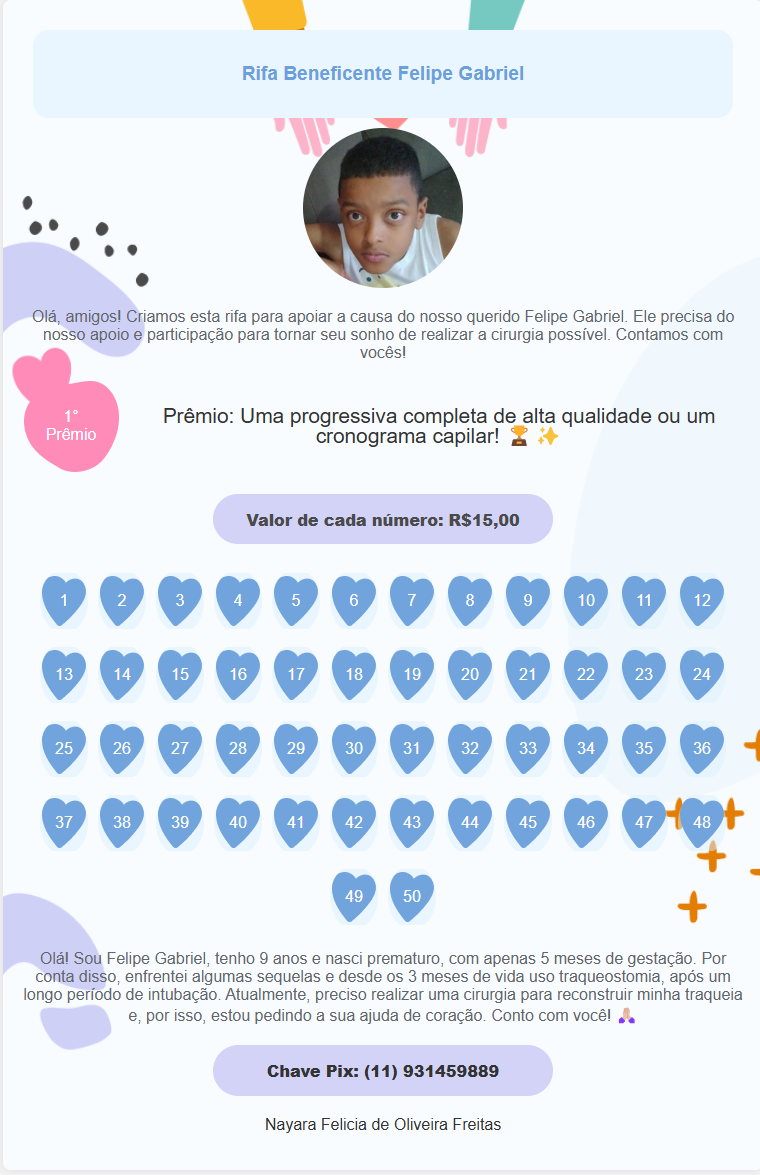 Rifa Beneficente Felipe Gabriel
Olá, amigos! Criamos esta rifa para apoiar a causa do nosso querido Felipe Gabriel. Ele precisa do
nosso apoio e participação para tornar seu sonho de realizar a cirurgia possível. Contamos com
vocês!
1°
Prêmio
Prêmio: Uma progressiva completa de alta qualidade ou um
cronograma capilar! 🏆 ✨
Valor de cada número: R$15,00
1 2 3 4 5 6 7 8 9 10 11 12
13 14 15 16 17 18 19 20 21 22 23 24
25 26 27 28 29 30 31 32 33 34 35 36
37 38 39 40 41 42 43 44 45 46 47 48
49 50
Olá! Sou Felipe Gabriel, tenho 9 anos e nasci prematuro, com apenas 5 meses de gestação. Por
conta disso, enfrentei algumas sequelas e desde os 3 meses de vida uso traqueostomia, após um
longo período de intubação. Atualmente, preciso realizar uma cirurgia para reconstruir minha traqueia
e, por isso, estou pedindo a sua ajuda de coração. Conto com você! 🙏🏼
Chave Pix: (11) 931459889
Nayara Felicia de Oliveira Freitas